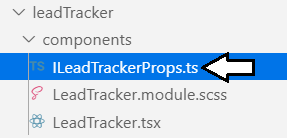 leadTracker
components
TS ILeadTrackerProps.ts
LeadTracker.module.scss
LeadTracker.tsx